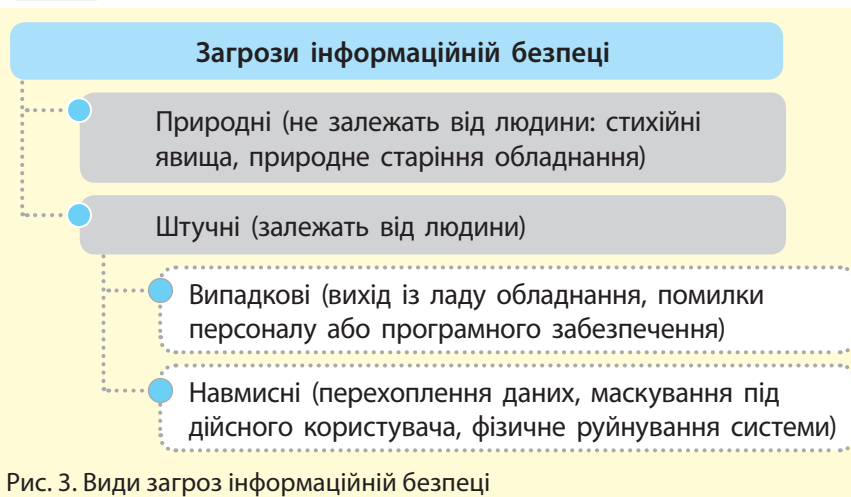 Загрози інформаційній безпеці
Природні (не залежать від людини: стихійні
явища, природне старіння обладнання)
Штучні (залежать від людини)
Випадкові (вихід із ладу обладнання, помилки
персоналу або програмного забезпечення)
Навмисні (перехоплення даних, маскування під
дійсного користувача, фізичне руйнування системи)
Рис. 3. Види загроз інформаційній безпеці